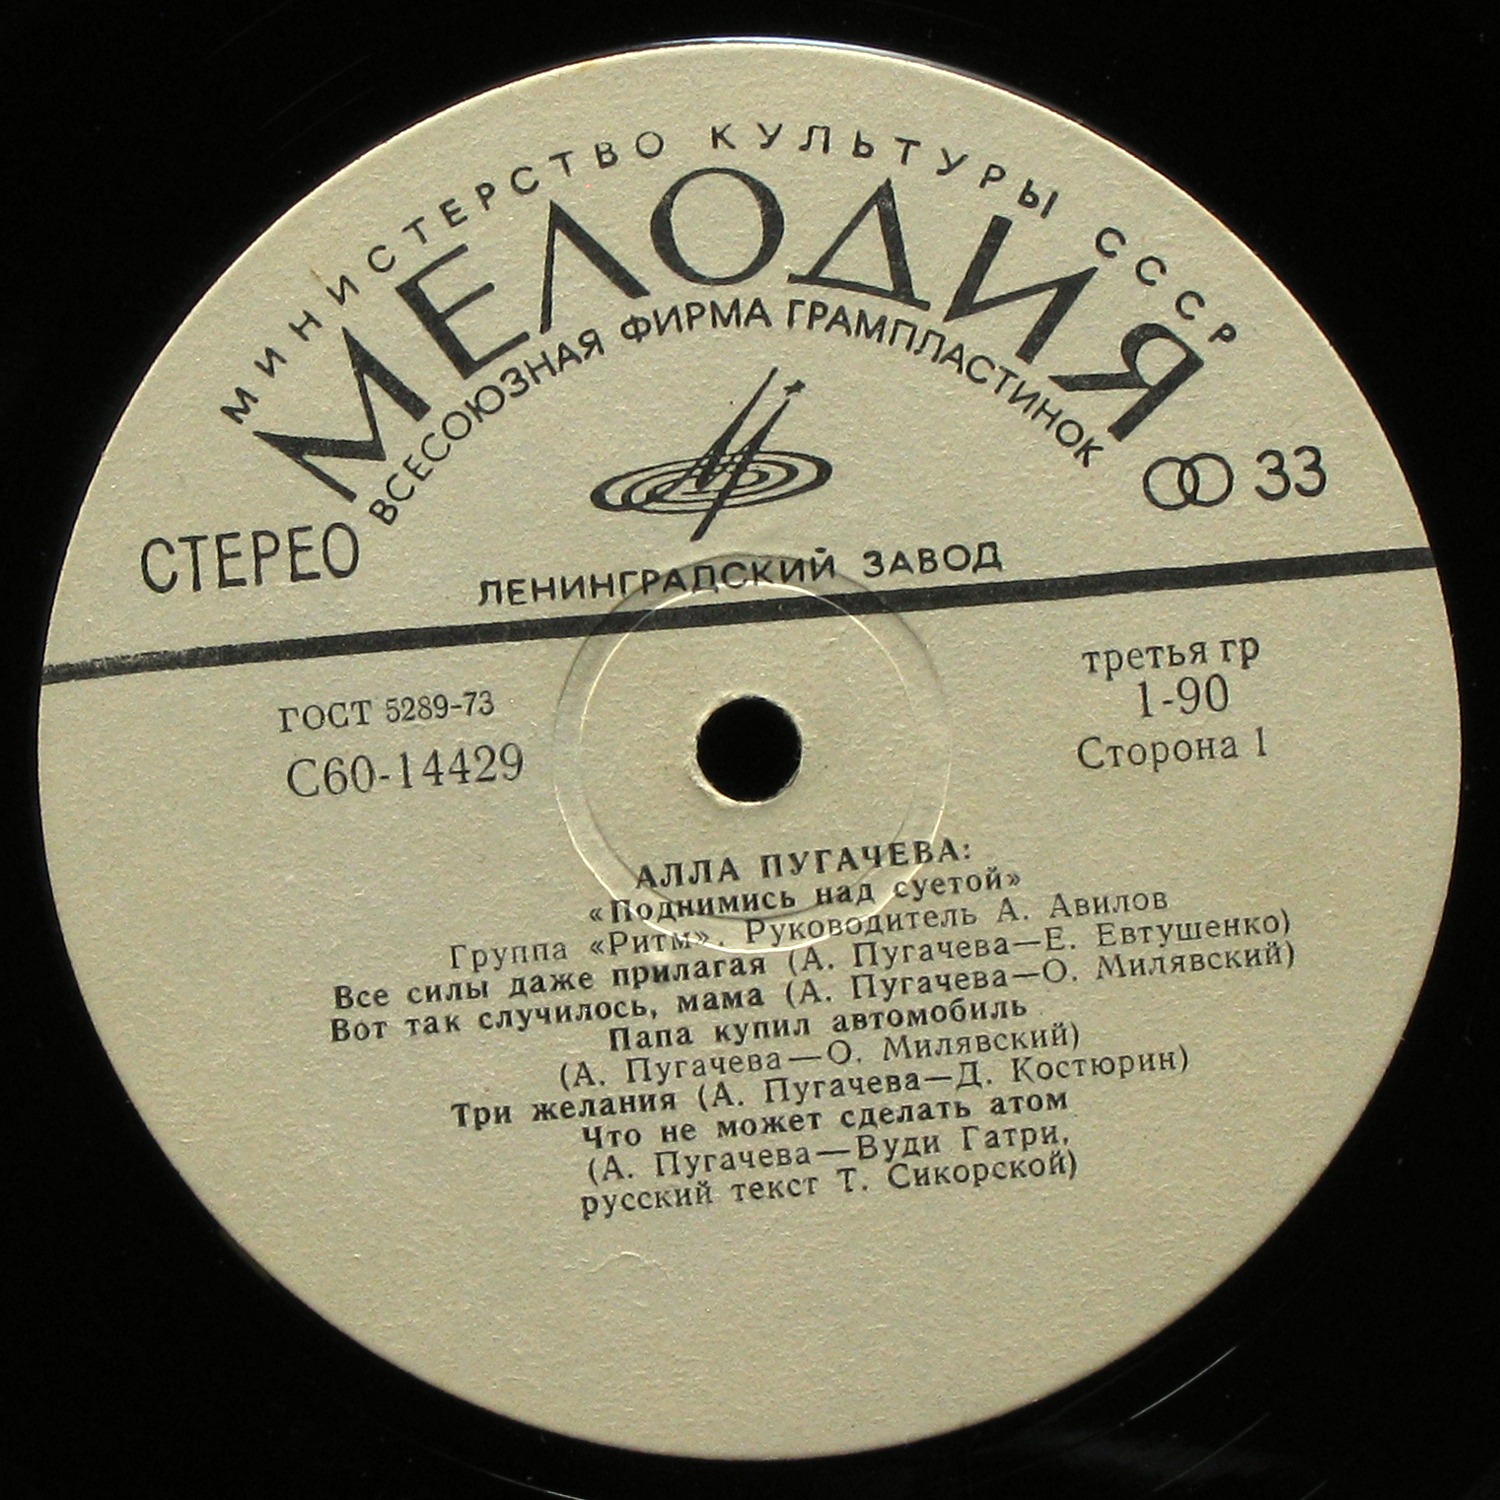 МИНИСТЕРСТВО КУЛЬТУРЫ СССР
МЕЛОДИЯ
ВСЕСОЮЗНАЯ ФИРМА ГРАМПЛАСТИНОК
СТЕРЕО
33
ЛЕНИНГРАДСКИЙ ЗАВОД
ГОСТ 5289-73
С60-14429
третья гр
1-90
Сторона 1
АЛЛА ПУГАЧЕВА:
«Поднимись над суетой»
Группа «Ритм». Руководитель А. Авилов
Все силы даже прилагая (А. Пугачева—Е. Евтушенко)
Вот так случилось, мама (А. Пугачева—О. Милявский)
Папа купил автомобиль
(А. Пугачева—О. Милявский)
Три желания (А. Пугачева—Д. Костюрин)
Что не может сделать атом
(А. Пугачева—Вуди Гатри,
русский текст Т. Сикорской)